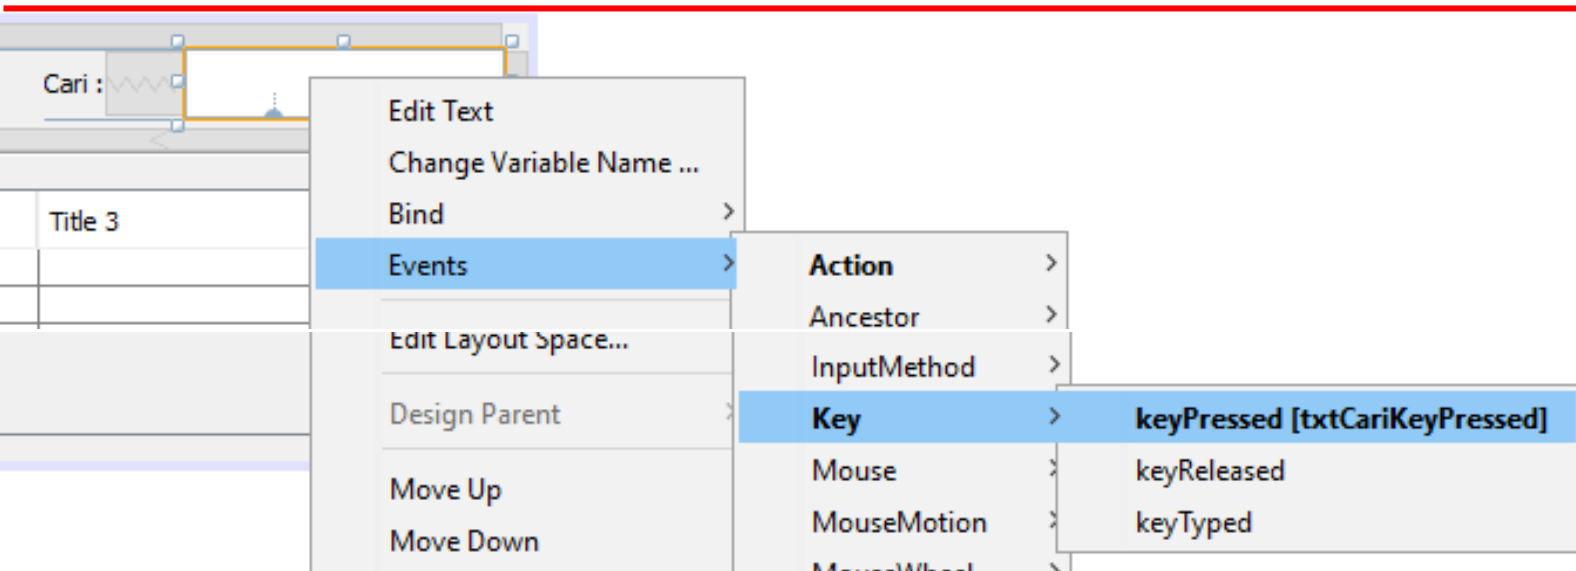 Cari :
Edit Text
Change Variable Name ...
Bind
Title 3
Events
Action
Ancestor
Edit Layout Space...
InputMethod
Design Parent
Key
keyPressed [txtCariKeyPressed]
Mouse
keyReleased
Move Up
MouseMotion
keyTyped
Move Down
MouseWheel